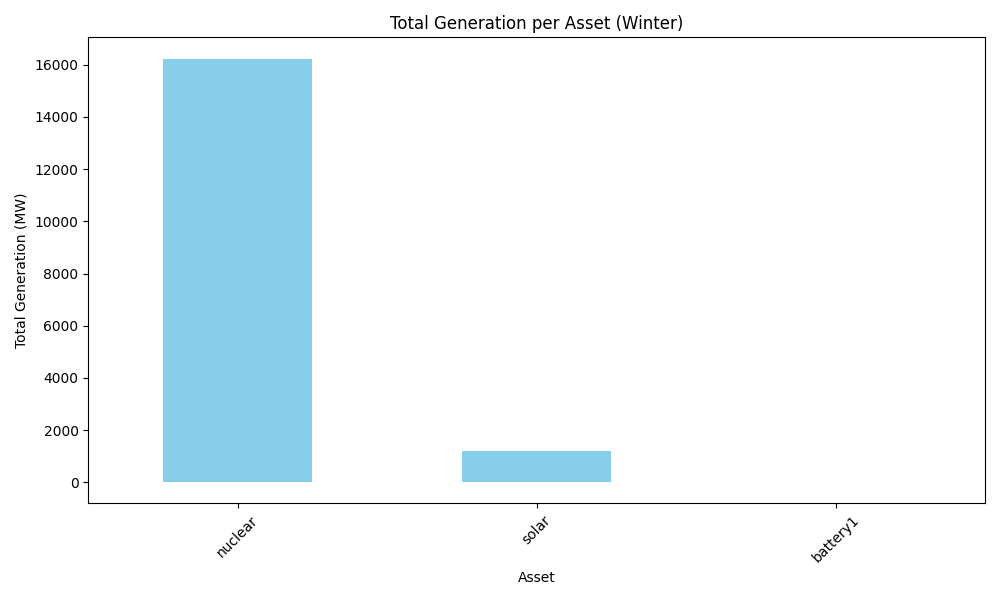 Total Generation per Asset (Winter)
Total Generation (MW)
16000
14000
12000
10000
8000
6000
4000
2000
0
nuclear
solar
battery1
Asset